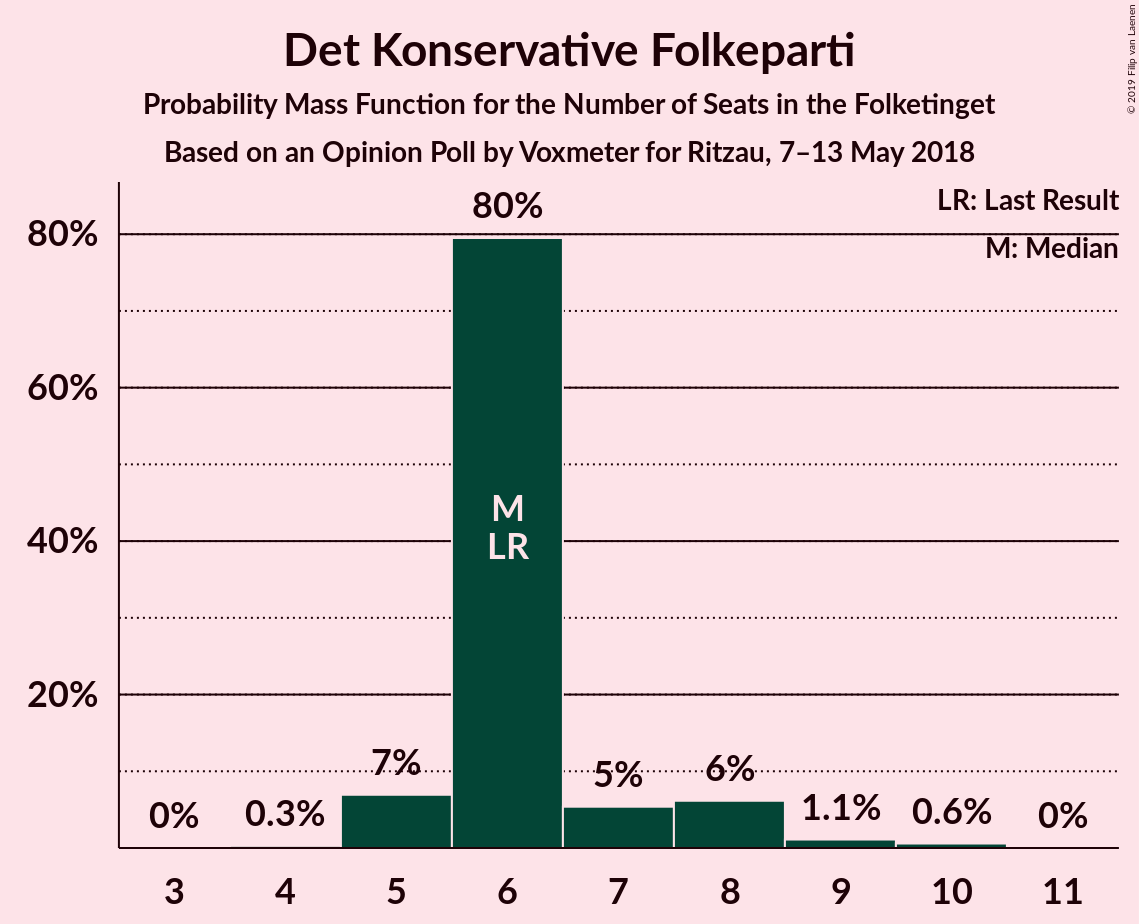 Det Konservative Folkeparti
Probability Mass Function for the Number of Seats in the Folketinget
Based on an Opinion Poll by Voxmeter for Ritzau, 7–13 May 2018
© 2019 Filip van Laenen
LR: Last Result
M: Median
80%
60%
40%
20%
0%
0.3%
7%
80%
M
LR
5%
6%
1.1%
0.6%
0%
3 4 5 6 7 8 9 10 11